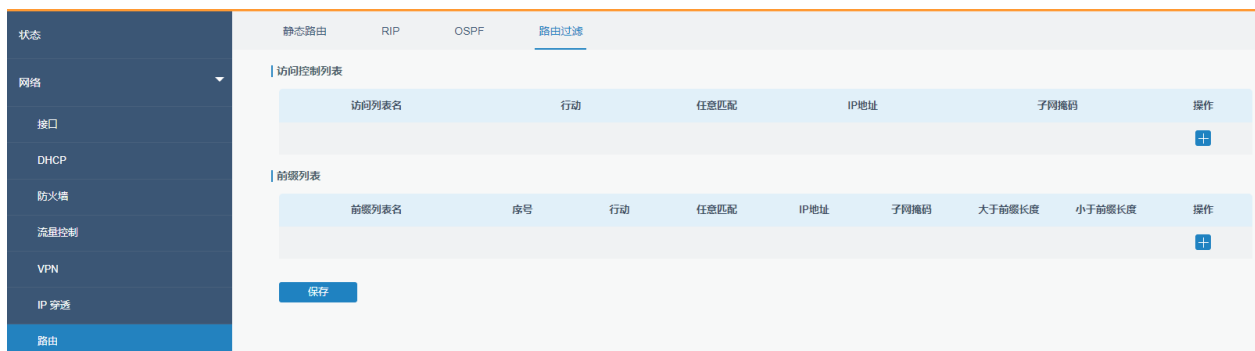 状态
网络
接口
DHCP
防火墙
流量控制
VPN
IP 穿透
路由
静态路由 RIP OSPF 路由过滤
访问控制列表
访问列表名 行动 任意匹配 IP地址 子网掩码 操作
前缀列表
前缀列表名 序号 行动 任意匹配 IP地址 子网掩码 大于前缀长度 小于前缀长度 操作
保存